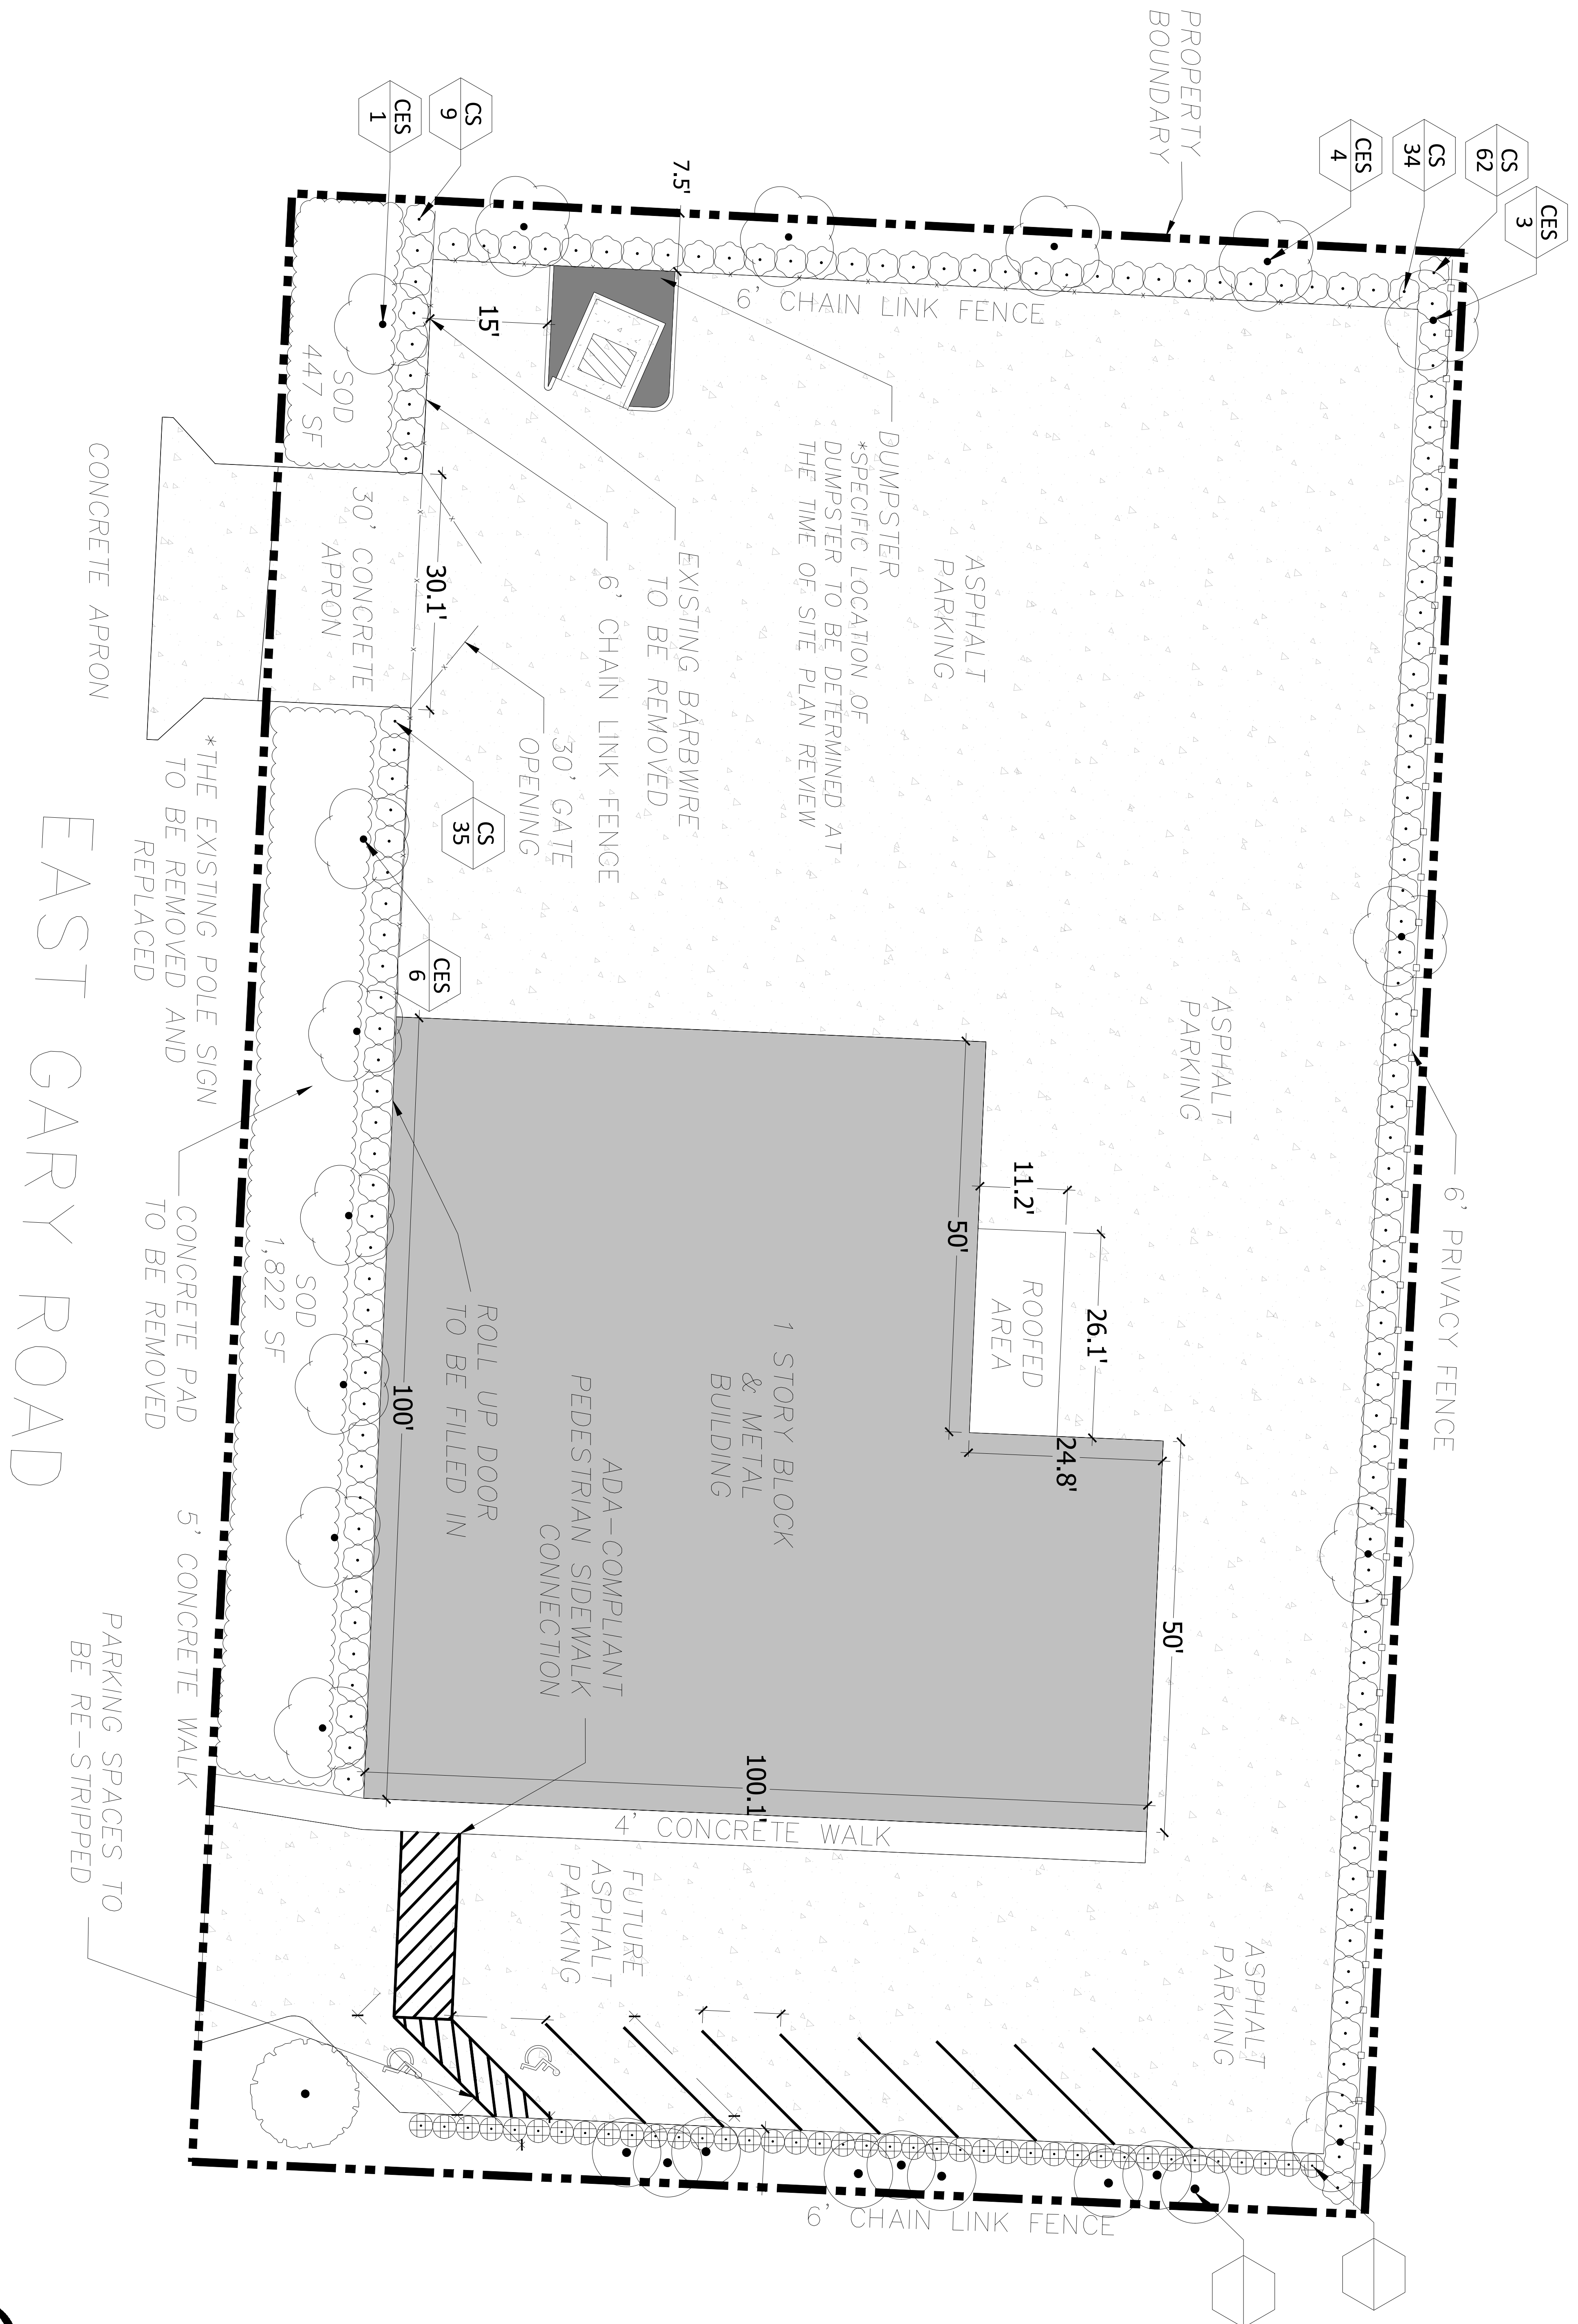 PROPERTY
BOUNDARY
CES
3
CS
62
CS
34
CES
4
CS
9
CES
1
7.5'
6' CHAIN LINK FENCE
15'
SOD
447 SF
DUMPSTER
*SPECIFIC LOCATION OF
DUMPSTER TO BE DETERMINED AT
THE TIME OF SITE PLAN REVIEW
ASPHALT
PARKING
EXISTING BARBWIRE
TO BE REMOVED
6' CHAIN LINK FENCE
30' GATE
OPENING
30.1'
30' CONCRETE
APRON
CONCRETE APRON
CS
35
CES
6
*THE EXISTING POLE SIGN
TO BE REMOVED AND
REPLACED
EAST GARY ROAD
ASPHALT
PARKING
6' PRIVACY FENCE
11.2'
50'
26.1'
ROOFED
AREA
24.8'
50'
1 STORY BLOCK
& METAL
BUILDING
ROLL UP DOOR
TO BE FILLED IN
ADA-COMPLIANT
PEDESTRIAN SIDEWALK
CONNECTION
100'
100.1'
SOD
1,822 SF
CONCRETE PAD
TO BE REMOVED
5' CONCRETE WALK
4' CONCRETE WALK
PARKING SPACES TO
BE RE-STRIPPED
FUTURE
ASPHALT
PARKING
ASPHALT
PARKING
6' CHAIN LINK FENCE